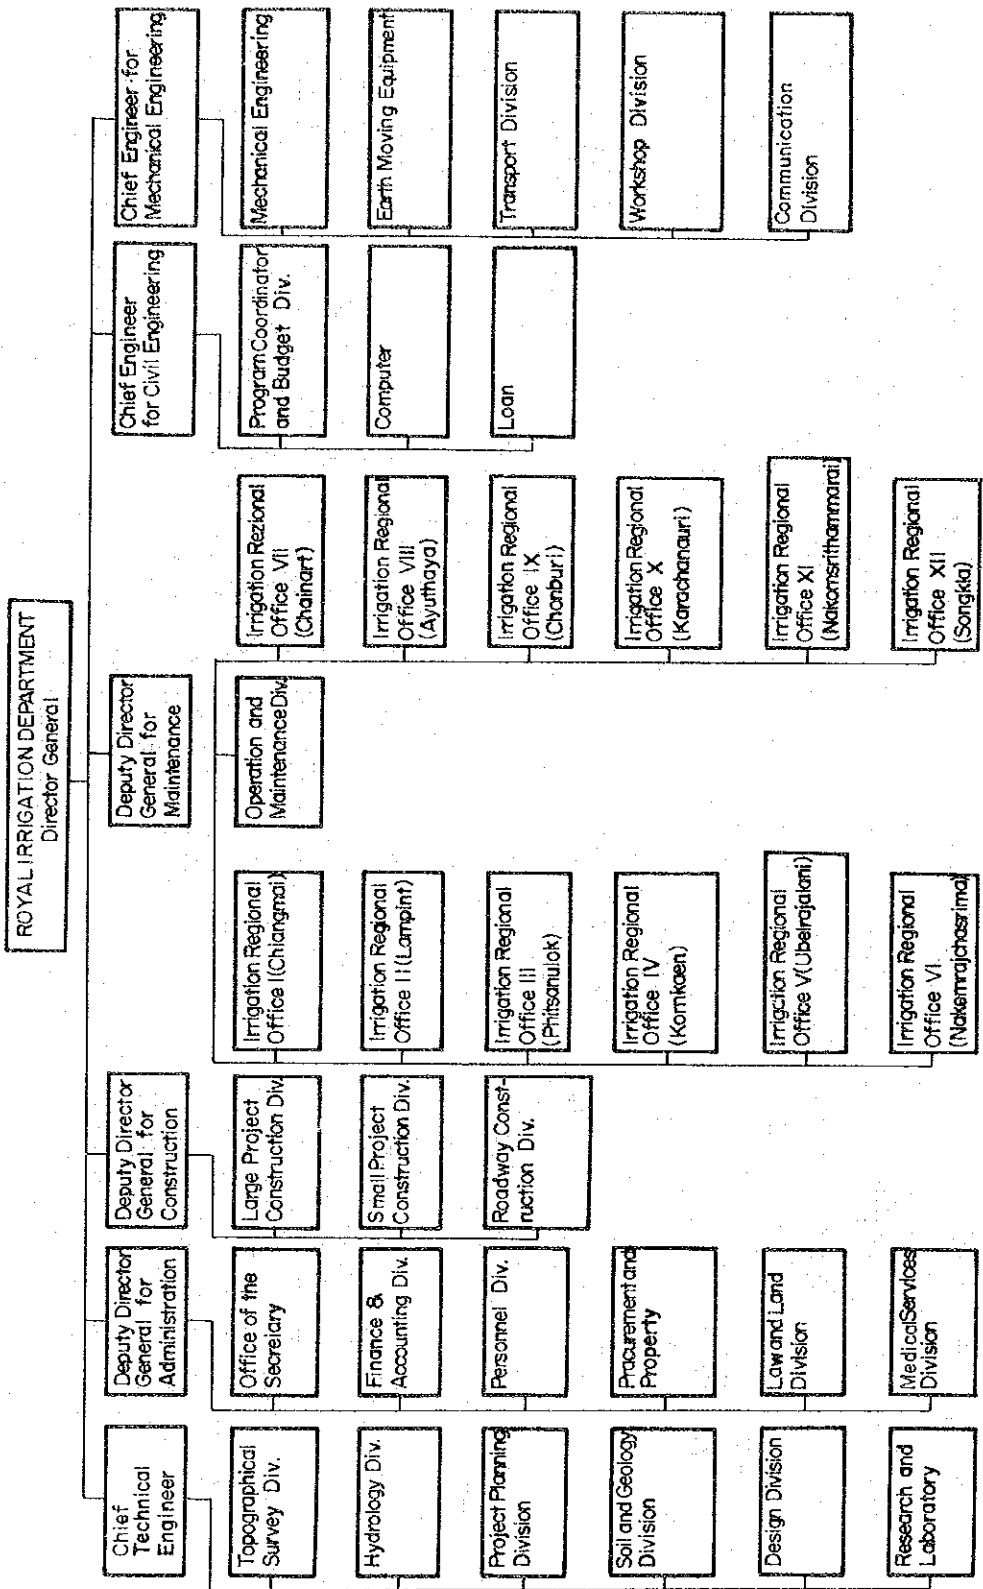 ROYAL IRRIGATION DEPARTMENT
Director General
Chief
Technical
Engineer
Topographical
Survey Div.
Hydrology Div.
Project Planning
Division
Soil and Geology
Division
Design Division
Research and
Laboratory
Deputy Director
General for
Administration
Office of the
Secreiary
Finance &
Accounting Div.
Personnel Div.
Pracurement and
Property
Law and Land
Division
Medical Services
Division
Deputy Director
General for
Construction
Large Project
Construction Div.
Small Project
Construction Div.
Roadway Const-
ruction Div.
Deputy Director
General for
Maintenance
Irrigation Regional
Office I (Chiangmai)
Irrigation Regional
Office II (Lampint)
Irrigation Regional
Office III
(Phitsanulok)
Irrigation Regional
Office IV
(Komkaen)
Irrigction Regional
Office V (Ubelrajalani)
Irrigation Regional
Office VI
(Nakemrajchasrima)
Operation and
Maintenance Div.
Irrigation Rezional
Office VII
(Chainart)
Irrigation Regional
Office VIII
(Ayuthaya)
Irrigation Regional
Office IX
(Chonburi)
Irrigation Regional
Office X
(Karachanauri)
Irrigation Regional
Office XI
(Nakornsrithammarai)
Irrigation Regional
Office XII
(Songkla)
Chief Engineer
for Civil Engineering
Program Coordinator
and Budget Div.
Computer
Loan
Chief Engineer for
Mechanical Engineering
Mechanical Engineering
Earth Moving Equipment
Transport Division
Workshop Division
Communication
Division